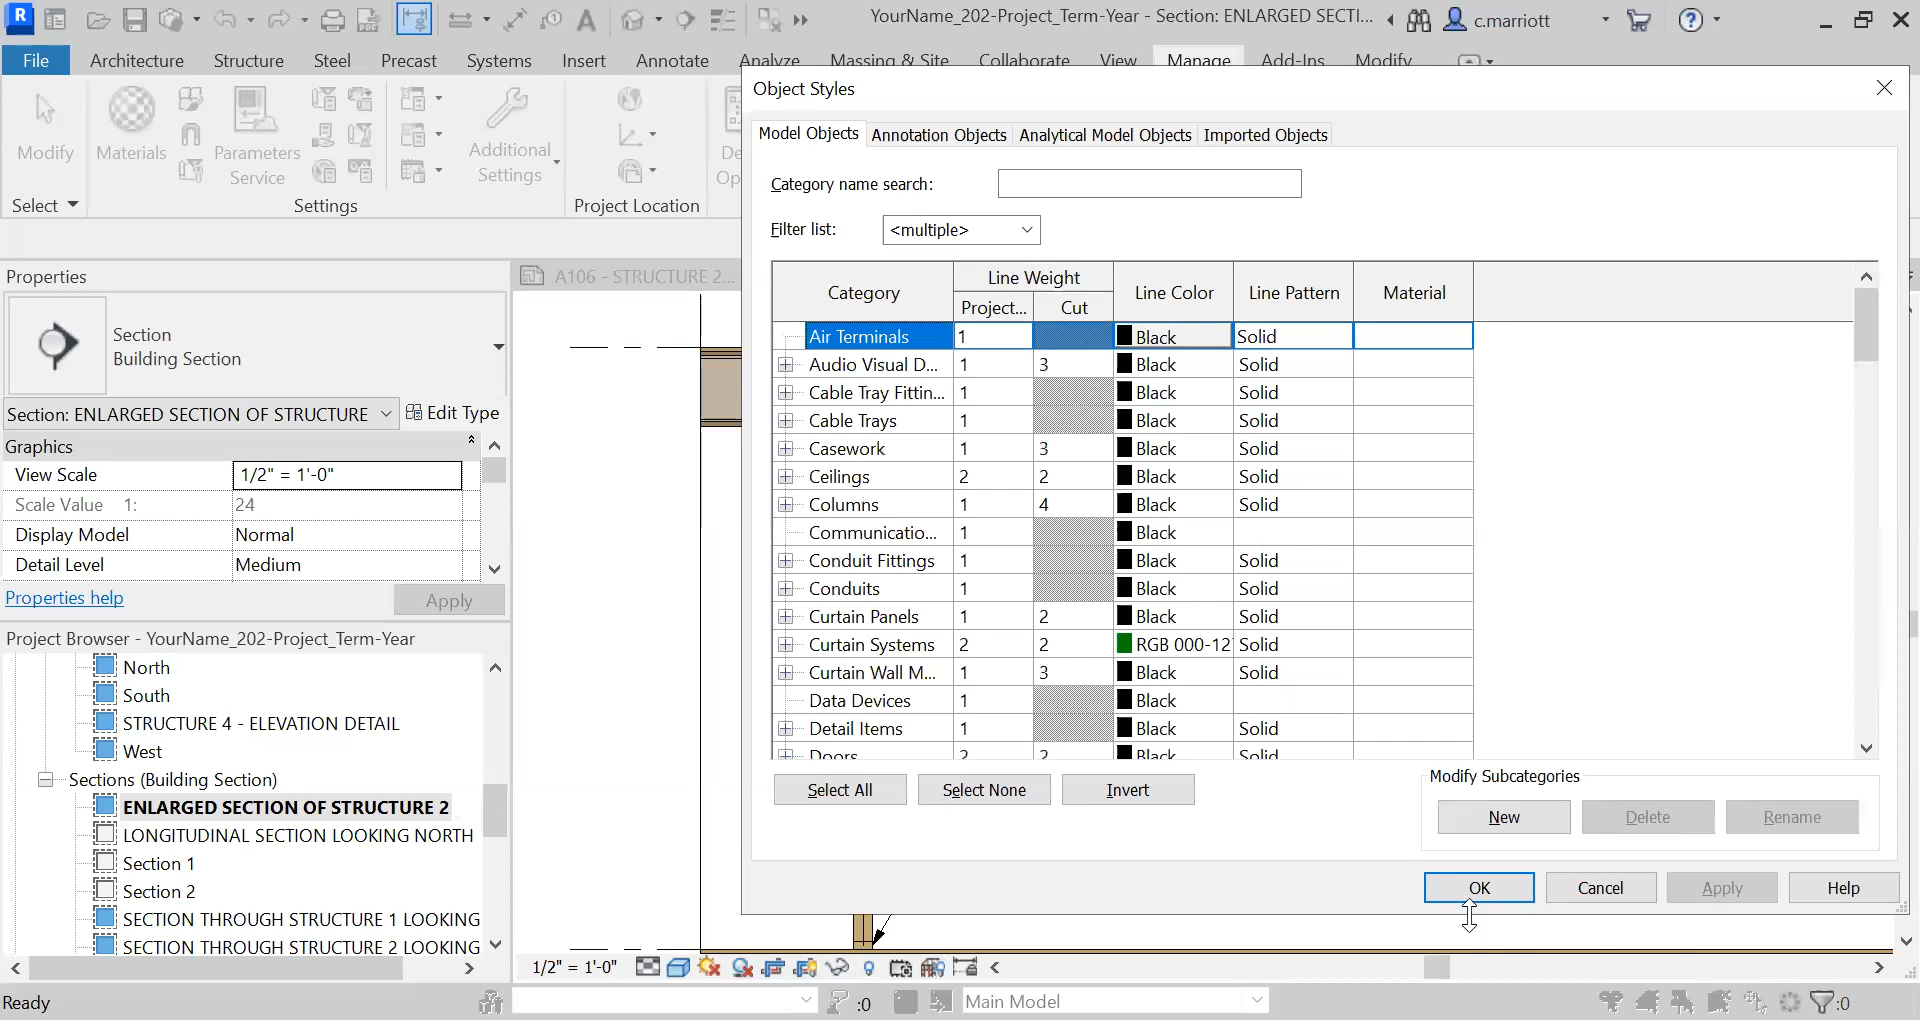 YourName_202-Project_Term-Year - Section: ENLARGED SECTI...
c.marriott
File Architecture Structure Steel Precast Systems Insert Annotate Analyze Massing & Site Collaborate View Manage Add-Ins Modify
Modify
Materials
Parameters
Service
Additional
Settings
De
Op
Select
Settings
Project Location
Properties
Section
Building Section
Section: ENLARGED SECTION OF STRUCTURE
Edit Type
Graphics
View Scale 1/2" = 1'-0"
Scale Value 1: 24
Display Model Normal
Detail Level Medium
Properties help
Apply
Project Browser - YourName_202-Project_Term-Year
North
South
STRUCTURE 4 - ELEVATION DETAIL
West
Sections (Building Section)
ENLARGED SECTION OF STRUCTURE 2
LONGITUDINAL SECTION LOOKING NORTH
Section 1
Section 2
SECTION THROUGH STRUCTURE 1 LOOKING
SECTION THROUGH STRUCTURE 2 LOOKING
A106 - STRUCTURE 2...
Object Styles
Model Objects Annotation Objects Analytical Model Objects Imported Objects
Category name search:
Filter list: <multiple>
Category Line Weight Line Color Line Pattern Material
Project... Cut
Air Terminals 1 Black Solid
Audio Visual D... 1 3 Black Solid
Cable Tray Fittin... 1 Black Solid
Cable Trays 1 Black Solid
Casework 1 3 Black Solid
Ceilings 2 2 Black Solid
Columns 1 4 Black Solid
Communicatio... 1 Black
Conduit Fittings 1 Black Solid
Conduits 1 Black Solid
Curtain Panels 1 2 Black Solid
Curtain Systems 2 2 RGB 000-12 Solid
Curtain Wall M... 1 3 Black Solid
Data Devices 1 Black
Detail Items 1 Black Solid
Doors 2 2 Black Solid
Select All Select None Invert
Modify Subcategories
New Delete Rename
OK Cancel Apply Help
1/2" = 1'-0"
Ready
:0
Main Model
:0